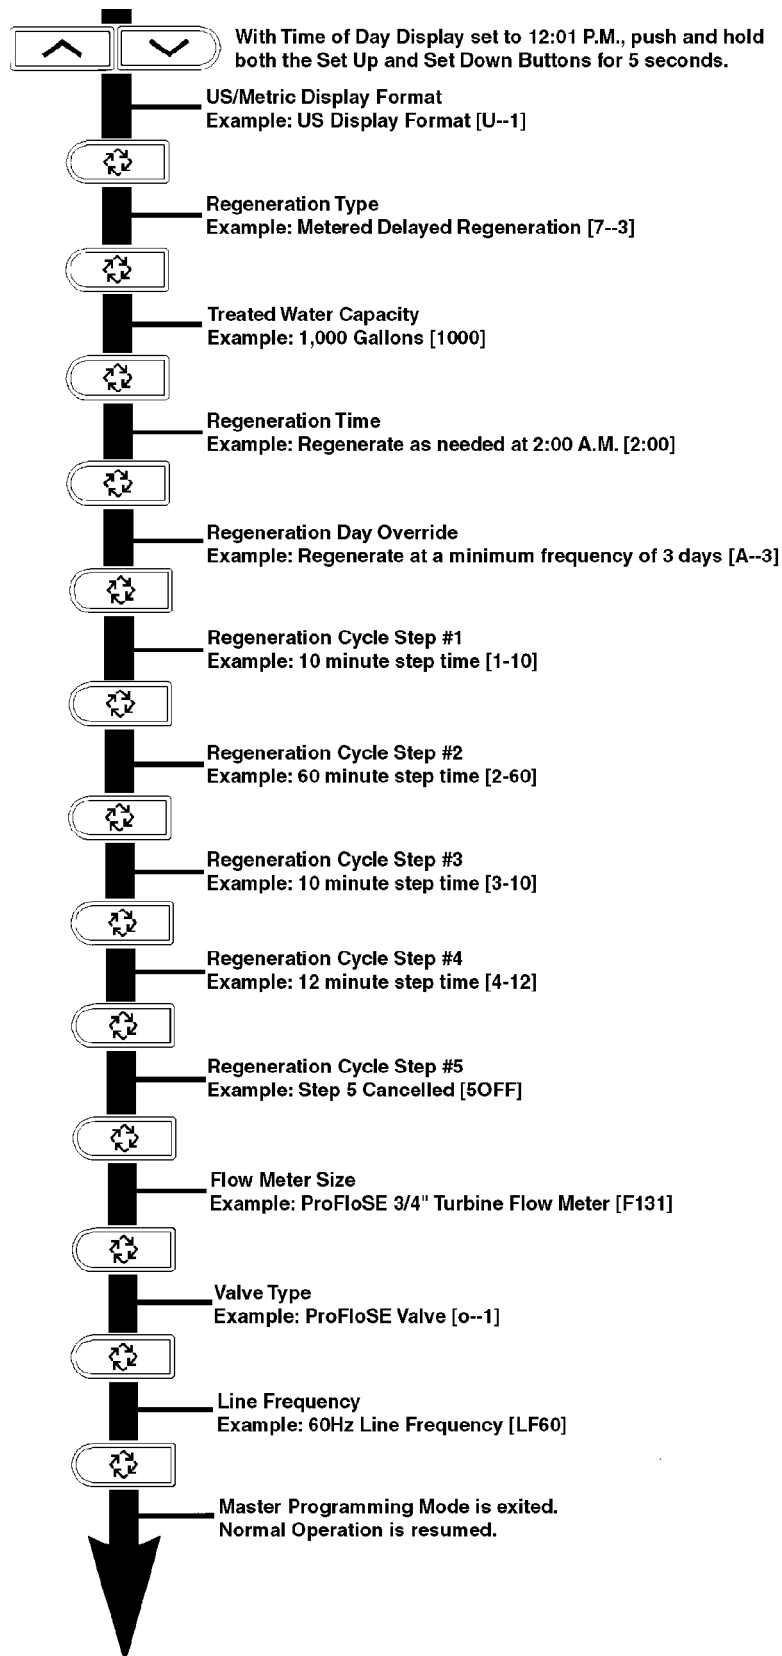 With Time of Day Display set to 12:01 P.M., push and hold
both the Set Up and Set Down Buttons for 5 seconds.
US/Metric Display Format
Example: US Display Format [U--1]
Regeneration Type
Example: Metered Delayed Regeneration [7--3]
Treated Water Capacity
Example: 1,000 Gallons [1000]
Regeneration Time
Example: Regenerate as needed at 2:00 A.M. [2:00]
Regeneration Day Override
Example: Regenerate at a minimum frequency of 3 days [A--3]
Regeneration Cycle Step #1
Example: 10 minute step time [1-10]
Regeneration Cycle Step #2
Example: 60 minute step time [2-60]
Regeneration Cycle Step #3
Example: 10 minute step time [3-10]
Regeneration Cycle Step #4
Example: 12 minute step time [4-12]
Regeneration Cycle Step #5
Example: Step 5 Cancelled [5OFF]
Flow Meter Size
Example: ProFloSE 3/4" Turbine Flow Meter [F131]
Valve Type
Example: ProFloSE Valve [o--1]
Line Frequency
Example: 60Hz Line Frequency [LF60]
Master Programming Mode is exited.
Normal Operation is resumed.